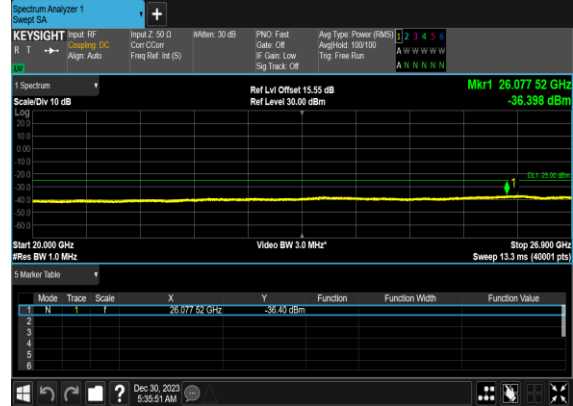 Spectrum Analyzer 1
Swept SA
+
KEYSIGHT Input: RF Input Z: 50 Ω #Atten: 30 dB PNO: Fast Avg Type: Power (RMS) 1 2 3 4 5 6
R T Coupling: DC Corr CCorr Gate: Off Avg|Hold: 100/100 A W W W W W
Align: Auto Freq Ref: Int (S) IF Gain: Low Trig: Free Run
LXI Sig Track: Off A N N N N N
1 Spectrum Ref Lvl Offset 15.55 dB Mkr1 26.077 52 GHz
Scale/Div 10 dB Ref Level 30.00 dBm -36.398 dBm
Log
20.0
10.0
0.00
-10.0
-20.0
DL1 -25.00 dBm
1
-30.0
-40.0
-50.0
-60.0
Start 20.000 GHz Video BW 3.0 MHz* Stop 26.900 GHz
#Res BW 1.0 MHz Sweep 13.3 ms (40001 pts)
5 Marker Table
Mode Trace Scale X Y Function Function Width Function Value
1 N 1 f 26.077 52 GHz -36.40 dBm
2
3
4
5
6
? Dec 30, 2023
5:35:51 AM